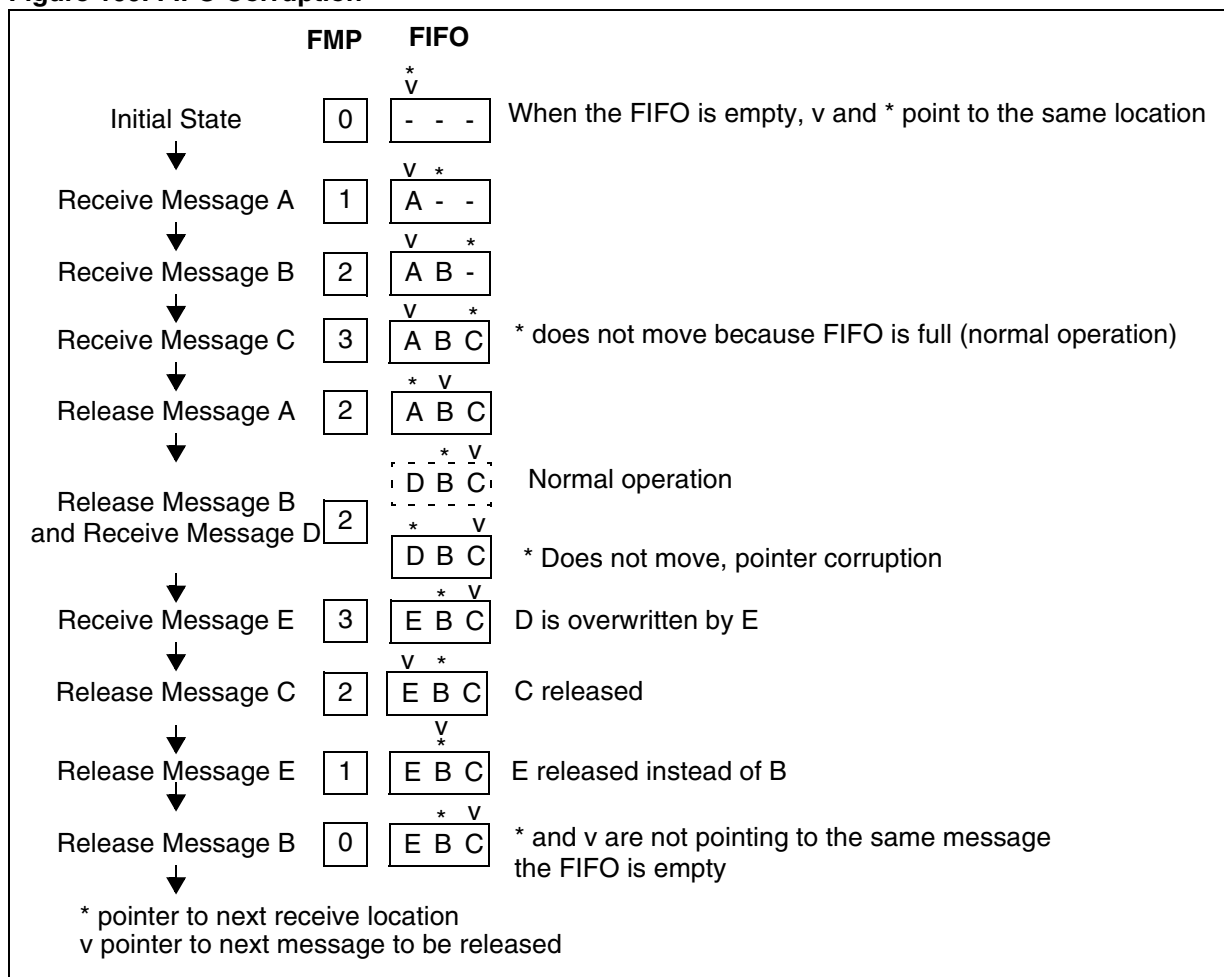 FMP FIFO
*
v
Initial State 0 - - - When the FIFO is empty, v and * point to the same location
v *
Receive Message A 1 A - -
v *
Receive Message B 2 A B -
v *
Receive Message C 3 A B C * does not move because FIFO is full (normal operation)
* v
Release Message A 2 A B C
* v
D B C Normal operation
Release Message B
and Receive Message D 2
* v
D B C * Does not move, pointer corruption
* v
Receive Message E 3 E B C D is overwritten by E
v *
Release Message C 2 E B C C released
v
*
Release Message E 1 E B C E released instead of B
* v
Release Message B 0 E B C * and v are not pointing to the same message
the FIFO is empty
* pointer to next receive location
v pointer to next message to be released